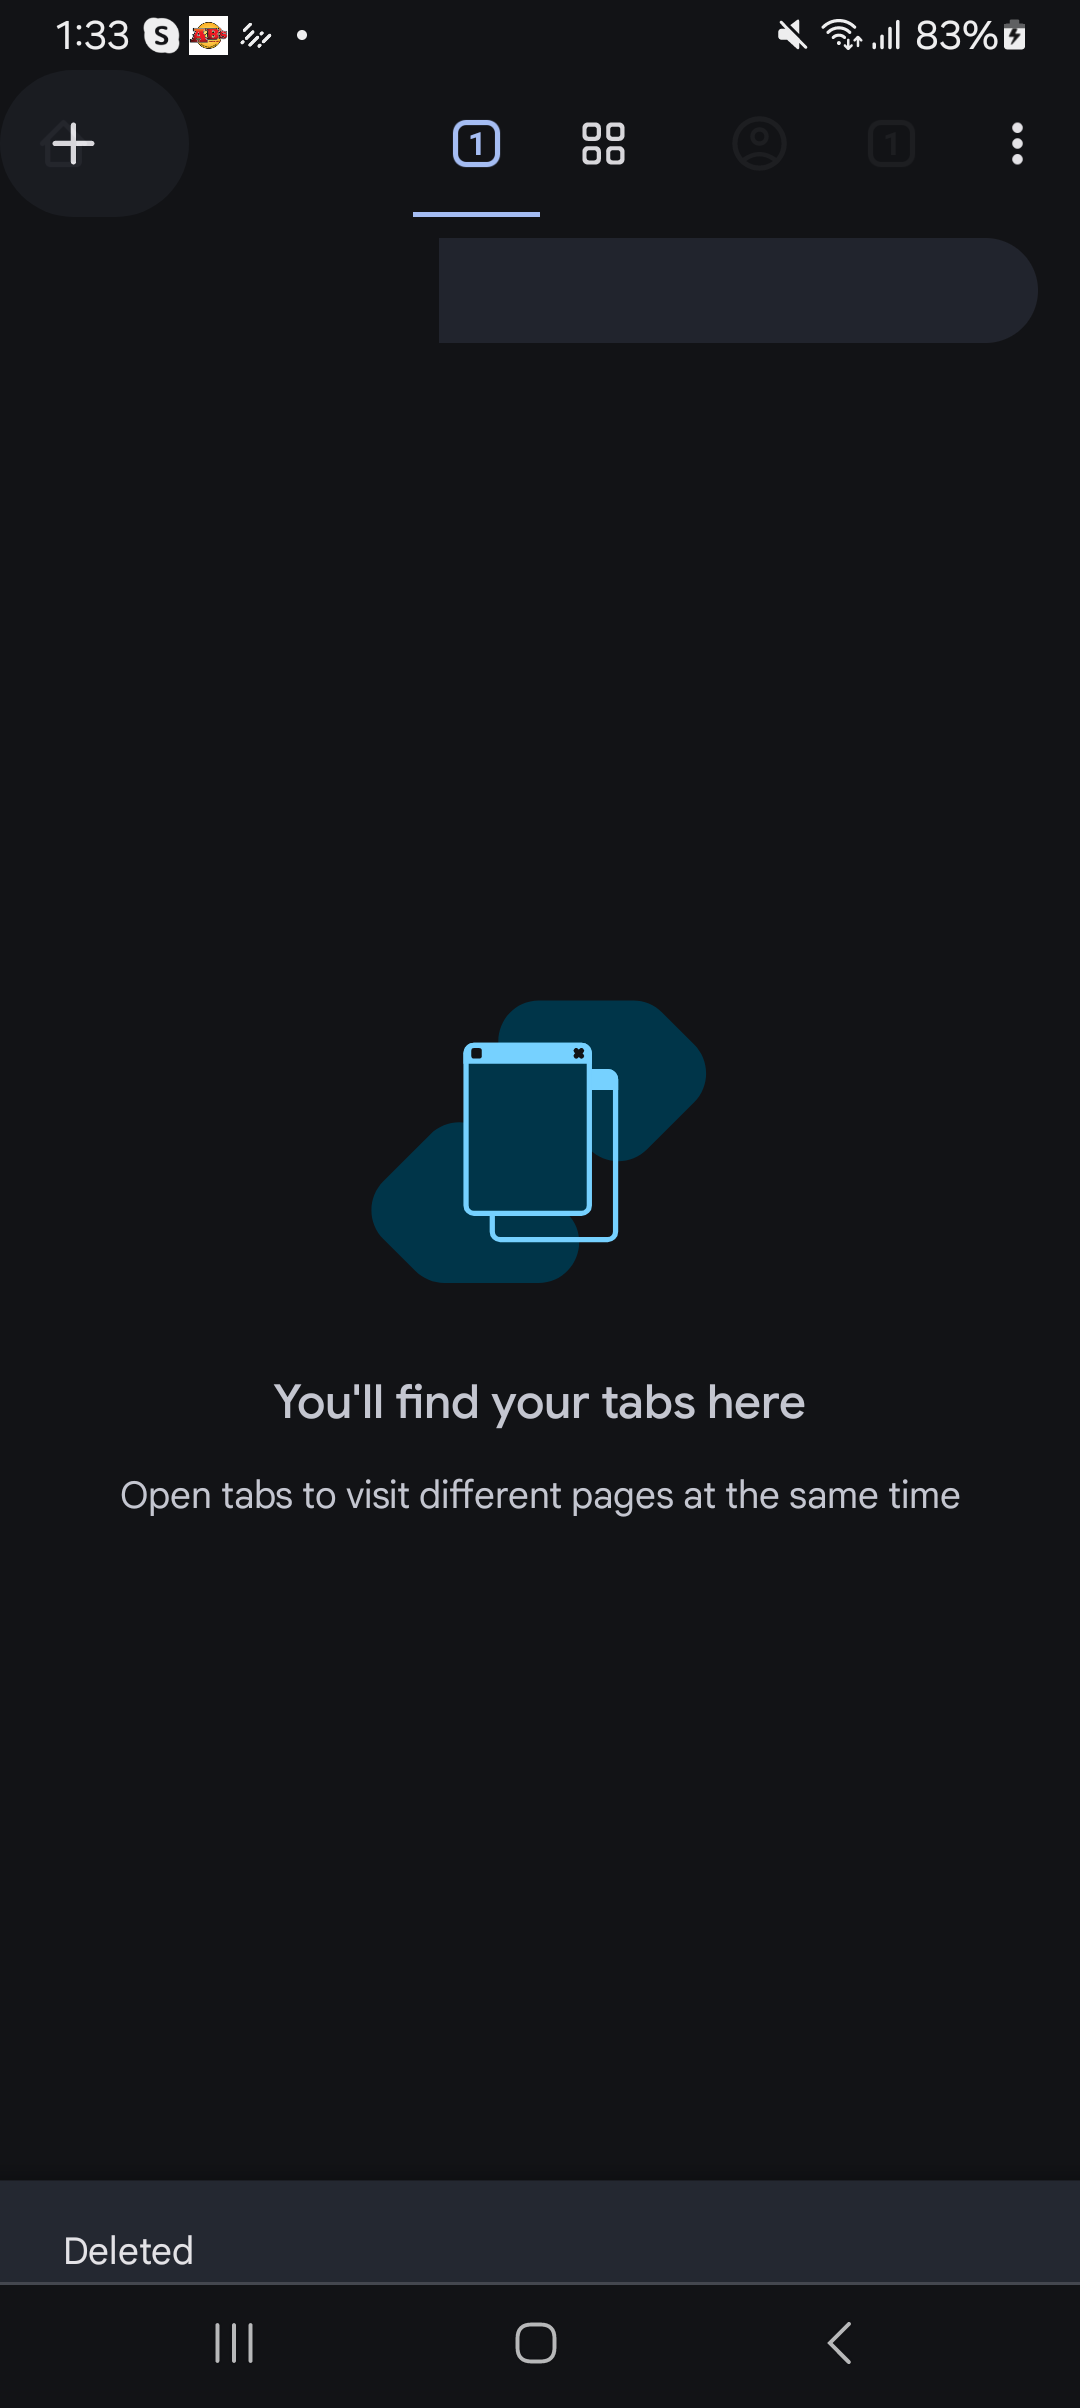 1:33 S AB's 83%
1 1
You'll find your tabs here
Open tabs to visit different pages at the same time
Deleted